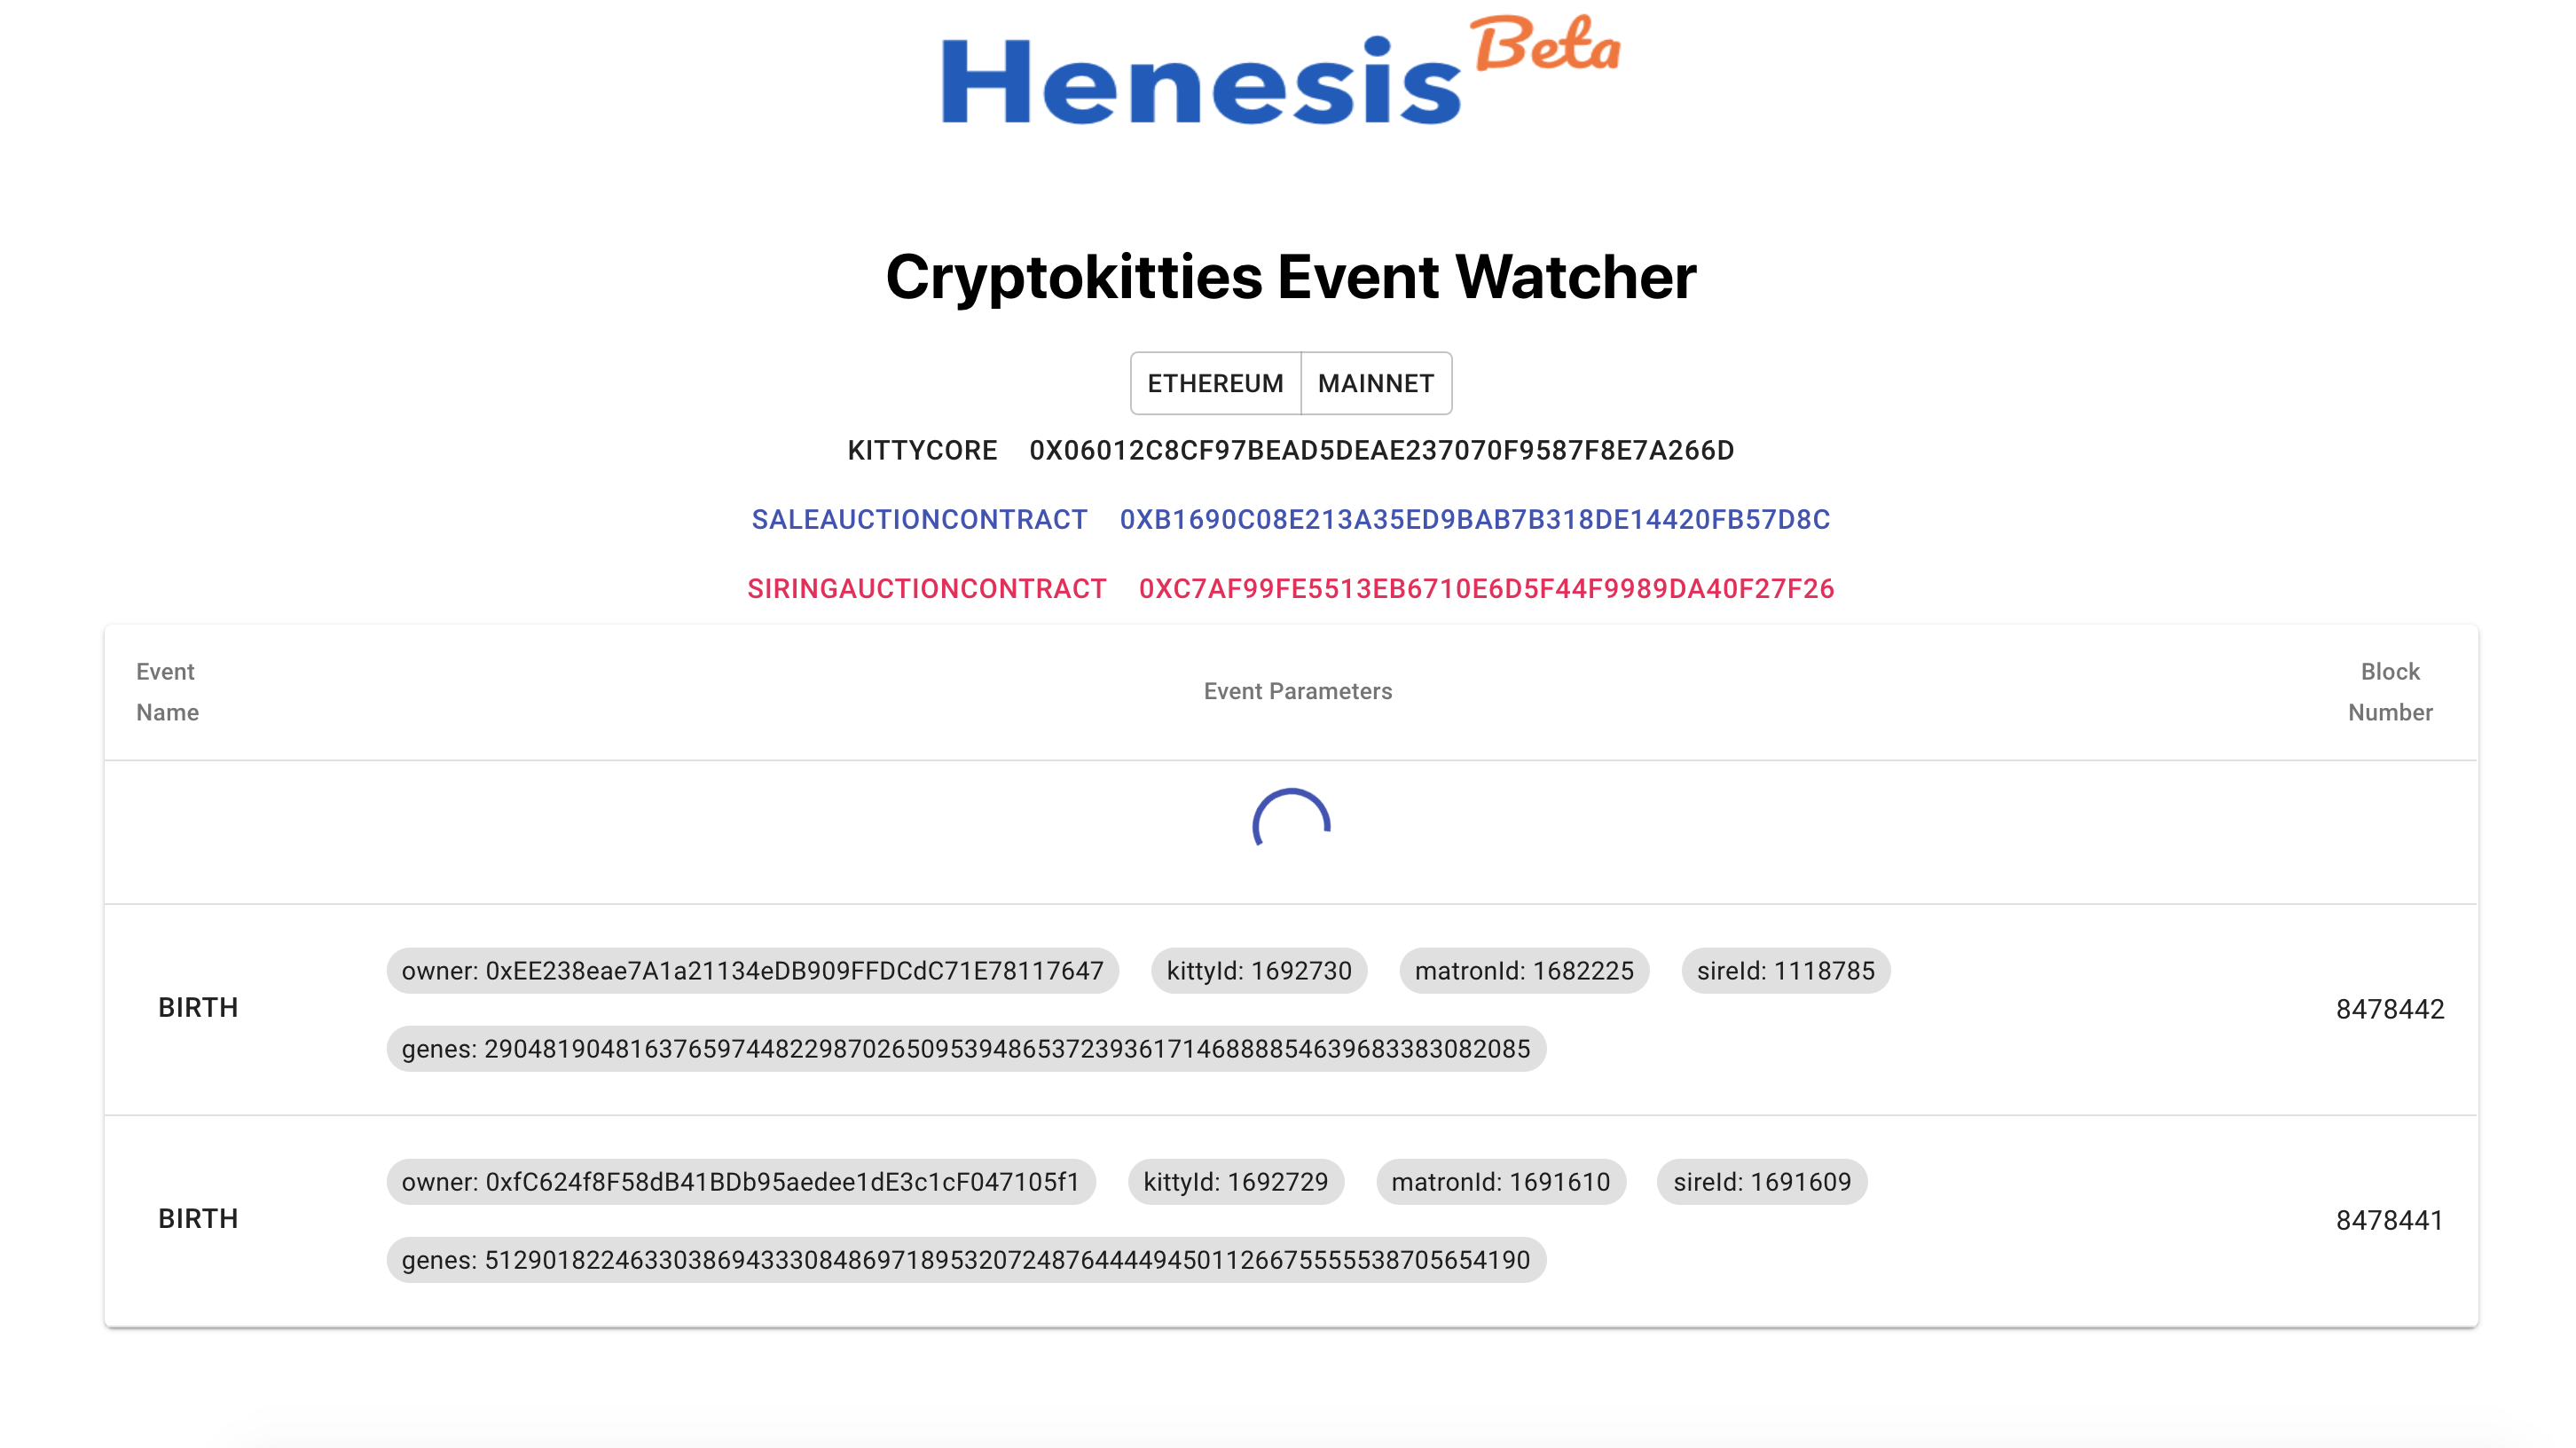 Henesis Beta
Cryptokitties Event Watcher
ETHEREUM MAINNET
KITTYCORE 0X06012C8CF97BEAD5DEAE237070F9587F8E7A266D
SALEAUCTIONCONTRACT 0XB1690C08E213A35ED9BAB7B318DE14420FB57D8C
SIRINGAUCTIONCONTRACT 0XC7AF99FE5513EB6710E6D5F44F9989DA40F27F26
Event Name Event Parameters Block Number
owner: 0xEE238eae7A1a21134eDB909FFDCdC71E78117647 kittyId: 1692730 matronId: 1682225 sireId: 1118785
BIRTH 8478442
genes: 290481904816376597448229870265095394865372393617146888854639683383082085
owner: 0xfC624f8F58dB41BDb95aedee1dE3c1cF047105f1 kittyId: 1692729 matronId: 1691610 sireId: 1691609
BIRTH 8478441
genes: 512901822463303869433308486971895320724876444494501126675555538705654190